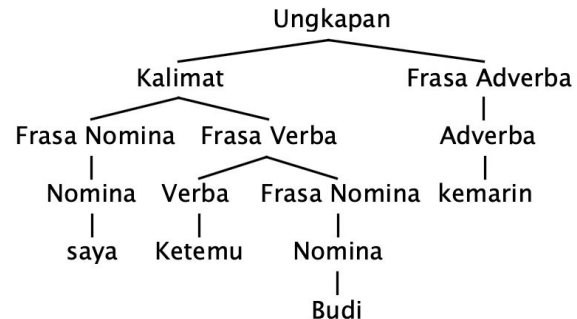 Ungkapan
Kalimat Frasa Adverba
Frasa Nomina Frasa Verba Adverba
Nomina Verba Frasa Nomina kemarin
saya Ketemu Nomina
Budi